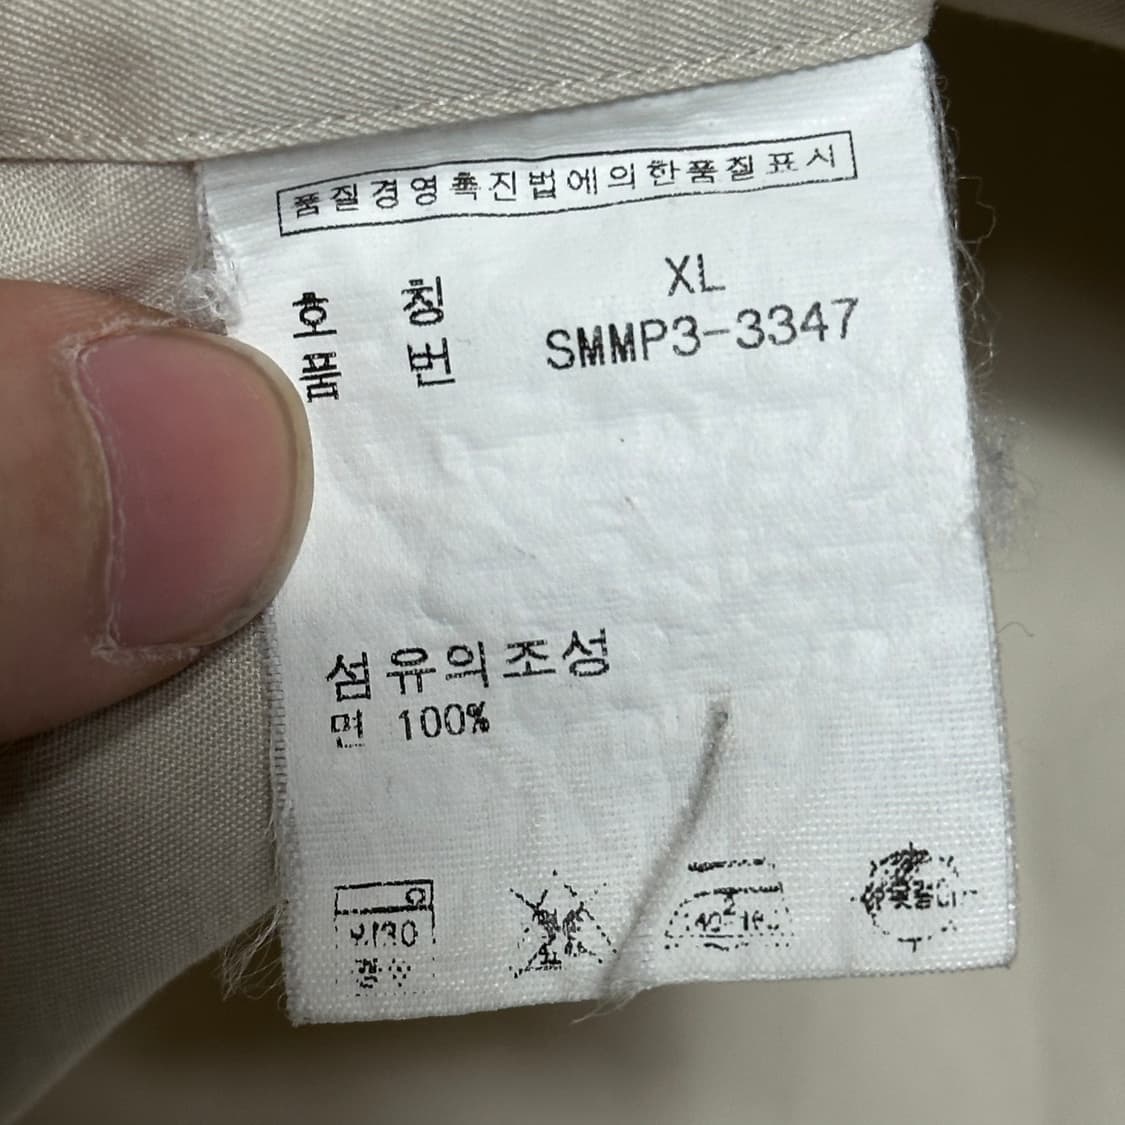 품질경영촉진법에의한품질표시
호 칭 XL
품 번 SMMP3-3347
섬유의조성
면 100%